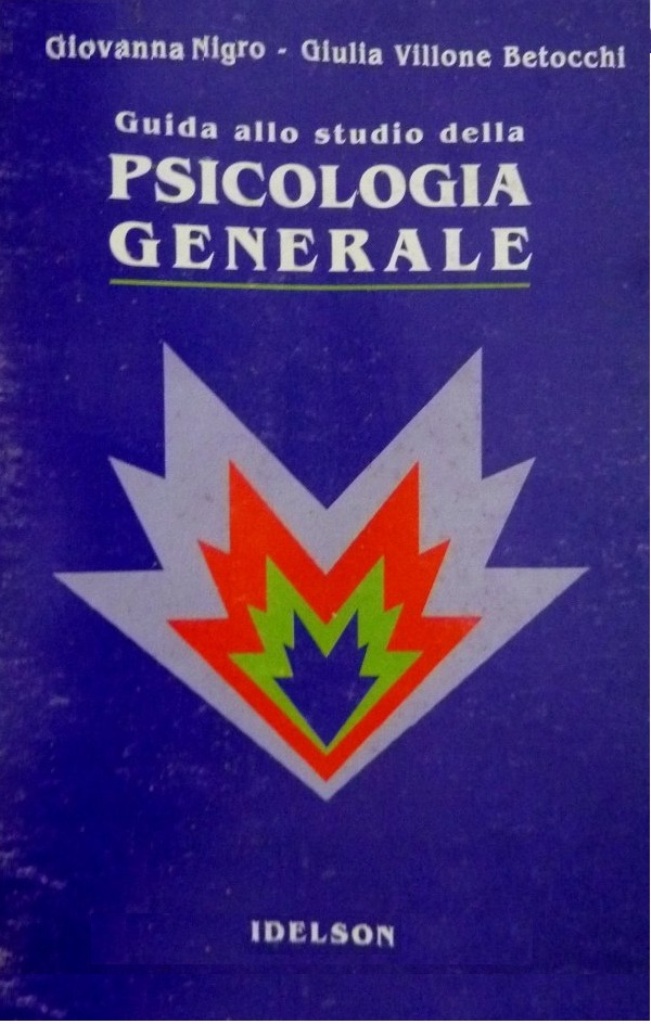 Giovanna Nigro - Giulia Villone Betocchi
Guida allo studio della
PSICOLOGIA
GENERALE
IDELSON